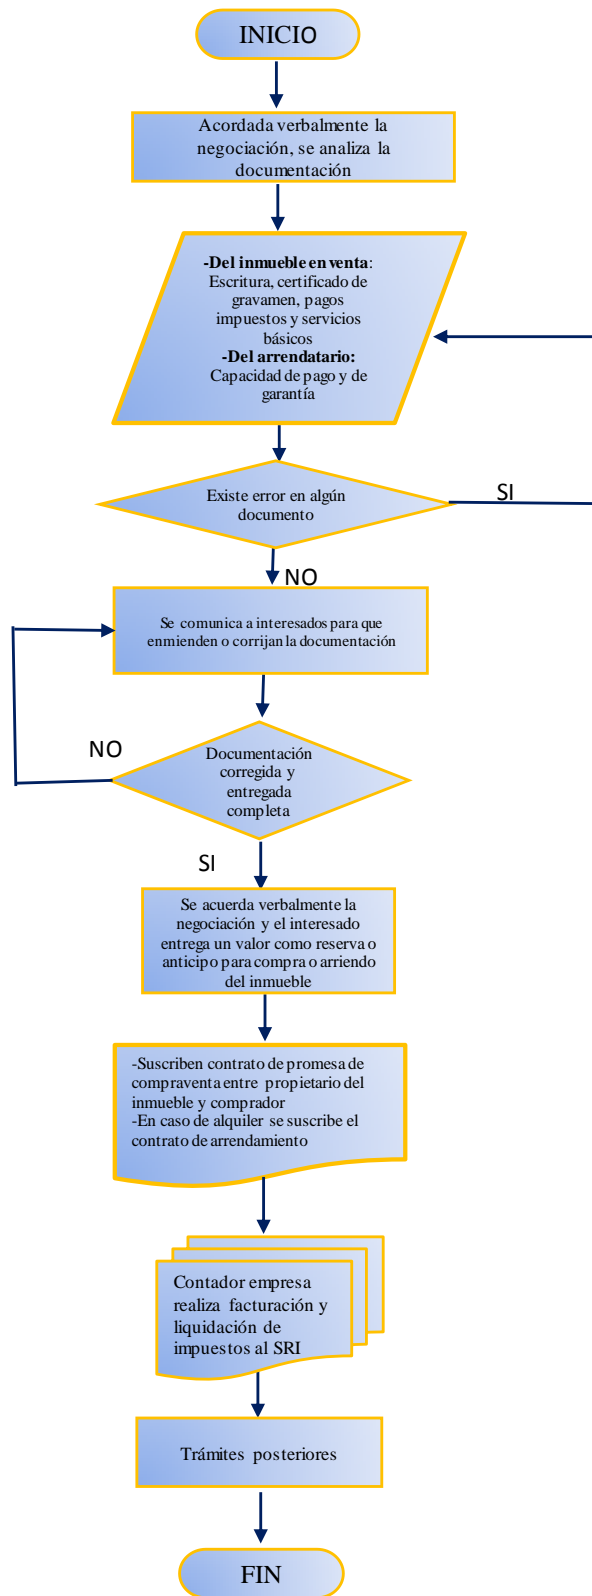 INICIO
Acordada verbalmente la
negociación, se analiza la
documentación
-Del inmueble en venta:
Escritura, certificado de
gravamen, pagos
impuestos y servicios
básicos
-Del arrendatario:
Capacidad de pago y de
garantía
Existe error en algún
documento
SI
NO
Se comunica a interesados para que
enmienden o corrijan la documentación
NO
Documentación
corregida y
entregada
completa
SI
Se acuerda verbalmente la
negociación y el interesado
entrega un valor como reserva o
anticipo para compra o arriendo
del inmueble
-Suscriben contrato de promesa de
compraventa entre propietario del
inmueble y comprador
-En caso de alquiler se suscribe el
contrato de arrendamiento
Contador empresa
realiza facturación y
liquidación de
impuestos al SRI
Trámites posteriores
FIN